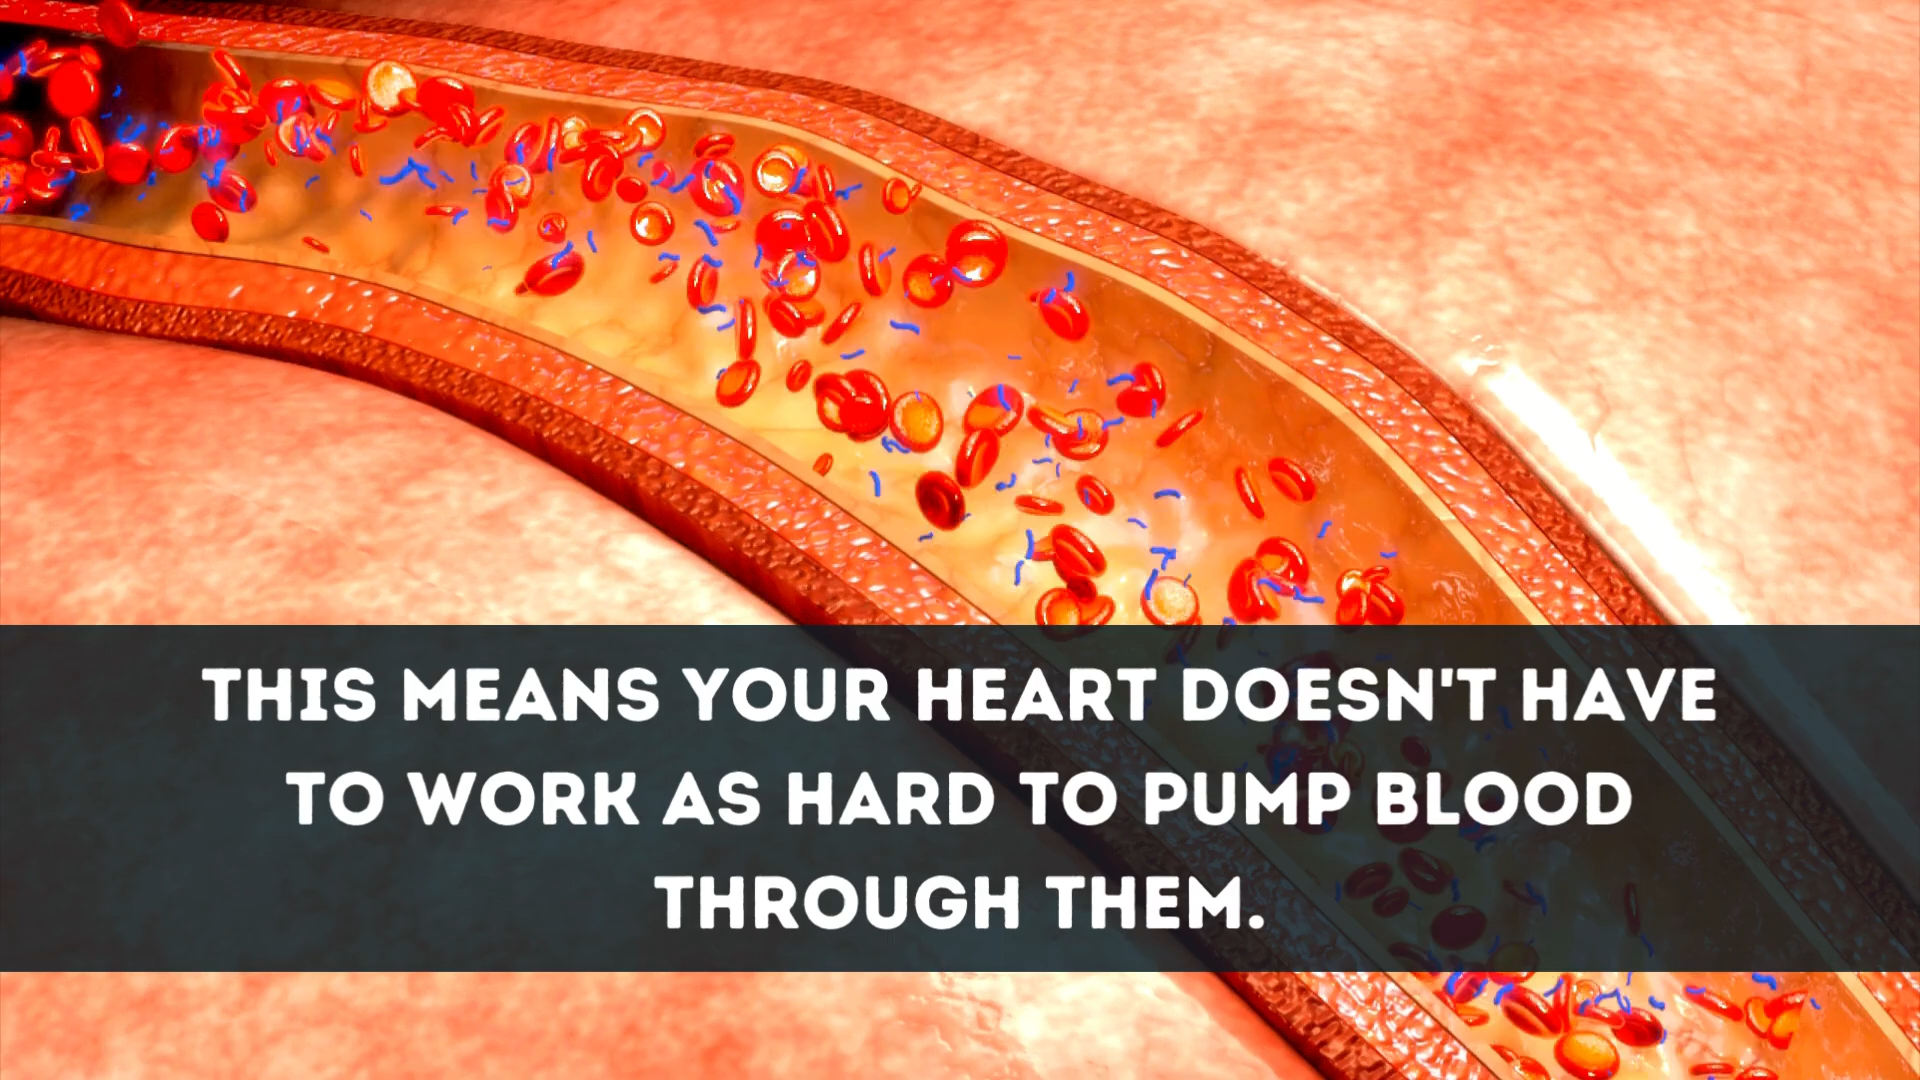 THIS MEANS YOUR HEART DOESN'T HAVE
TO WORK AS HARD TO PUMP BLOOD
THROUGH THEM.